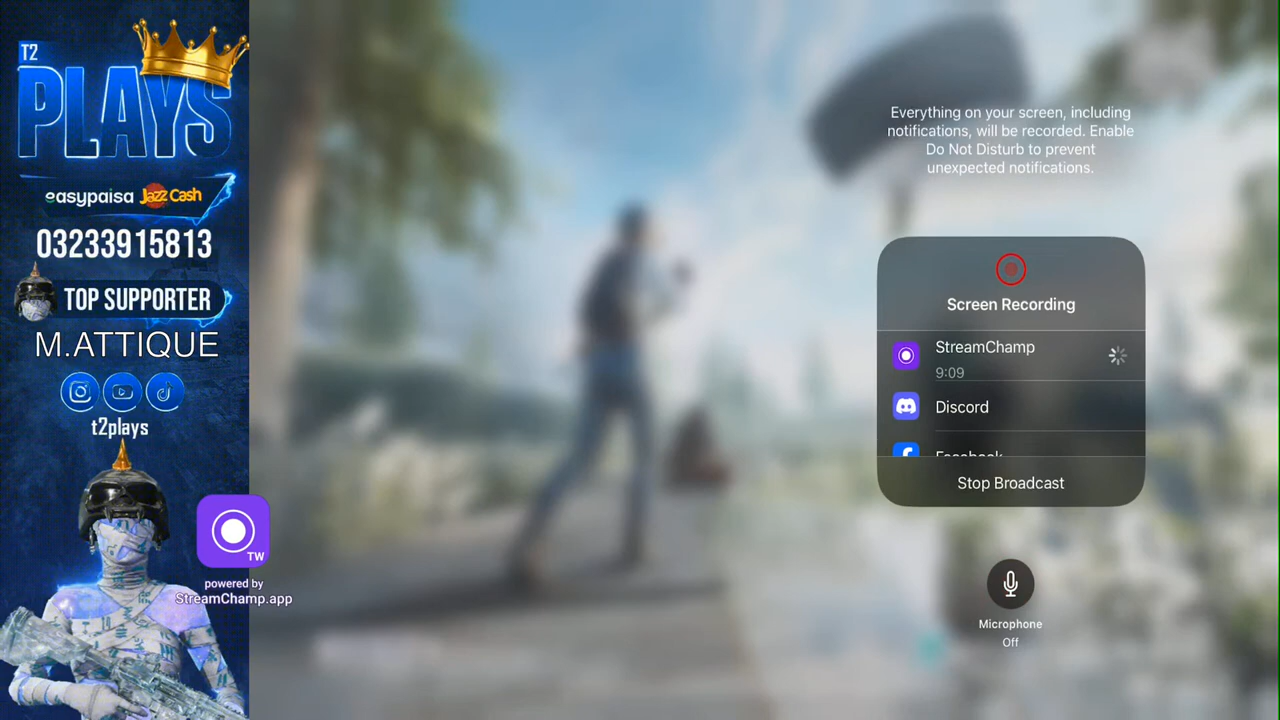 T2
PLAYS
easypaisa JazzCash
03233915813
TOP SUPPORTER
M.ATTIQUE
t2plays
TW
powered by
StreamChamp.app
Everything on your screen, including
notifications, will be recorded. Enable
Do Not Disturb to prevent
unexpected notifications.
Screen Recording
StreamChamp
9:09
Discord
Facebook
Stop Broadcast
Microphone
Off